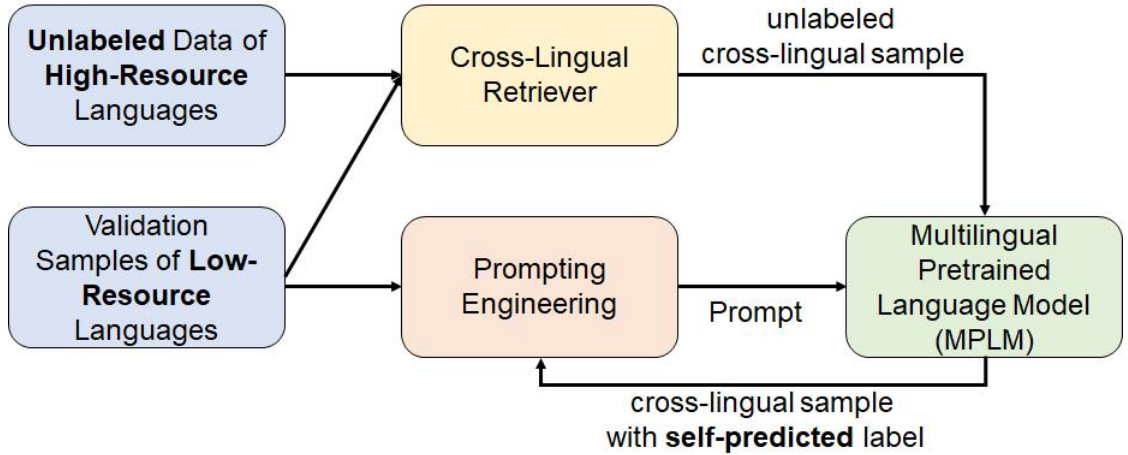 Unlabeled Data of
High-Resource
Languages
Cross-Lingual
Retriever
unlabeled
cross-lingual sample
Validation
Samples of Low-
Resource
Languages
Prompting
Engineering
Prompt
Multilingual
Pretrained
Language Model
(MPLM)
cross-lingual sample
with self-predicted label